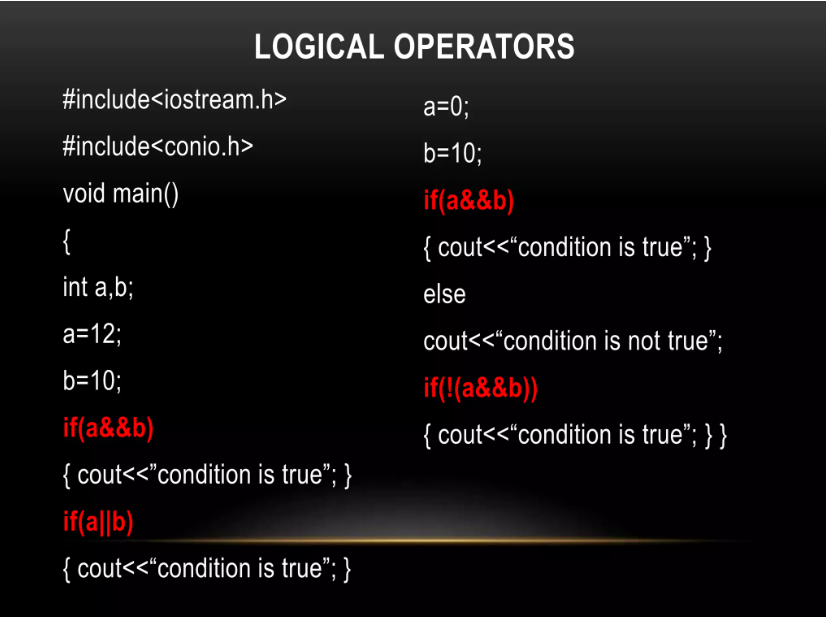 LOGICAL OPERATORS
#include<iostream.h>
#include<conio.h>
void main()
{
int a,b;
a=12;
b=10;
if(a&&b)
{ cout<<”condition is true”; }
if(a||b)
{ cout<<“condition is true”; }
a=0;
b=10;
if(a&&b)
{ cout<<“condition is true”; }
else
cout<<“condition is not true”;
if(!(a&&b))
{ cout<<“condition is true”; } }